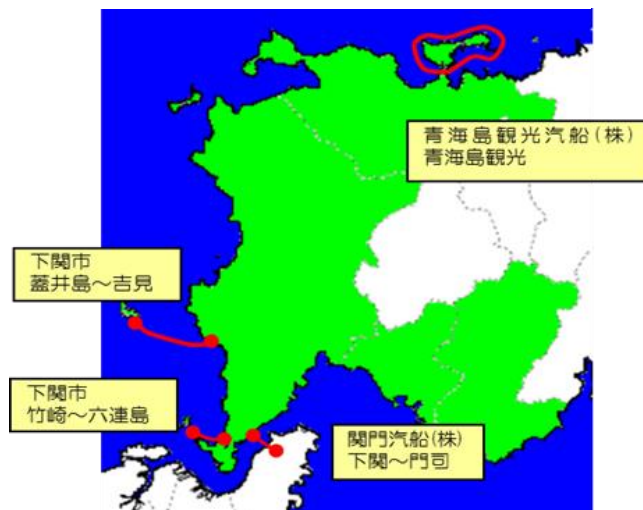 青海島観光汽船(株)
青海島観光
下関市
蓋井島~吉見
下関市
竹崎~六連島
関門汽船(株)
下関~門司